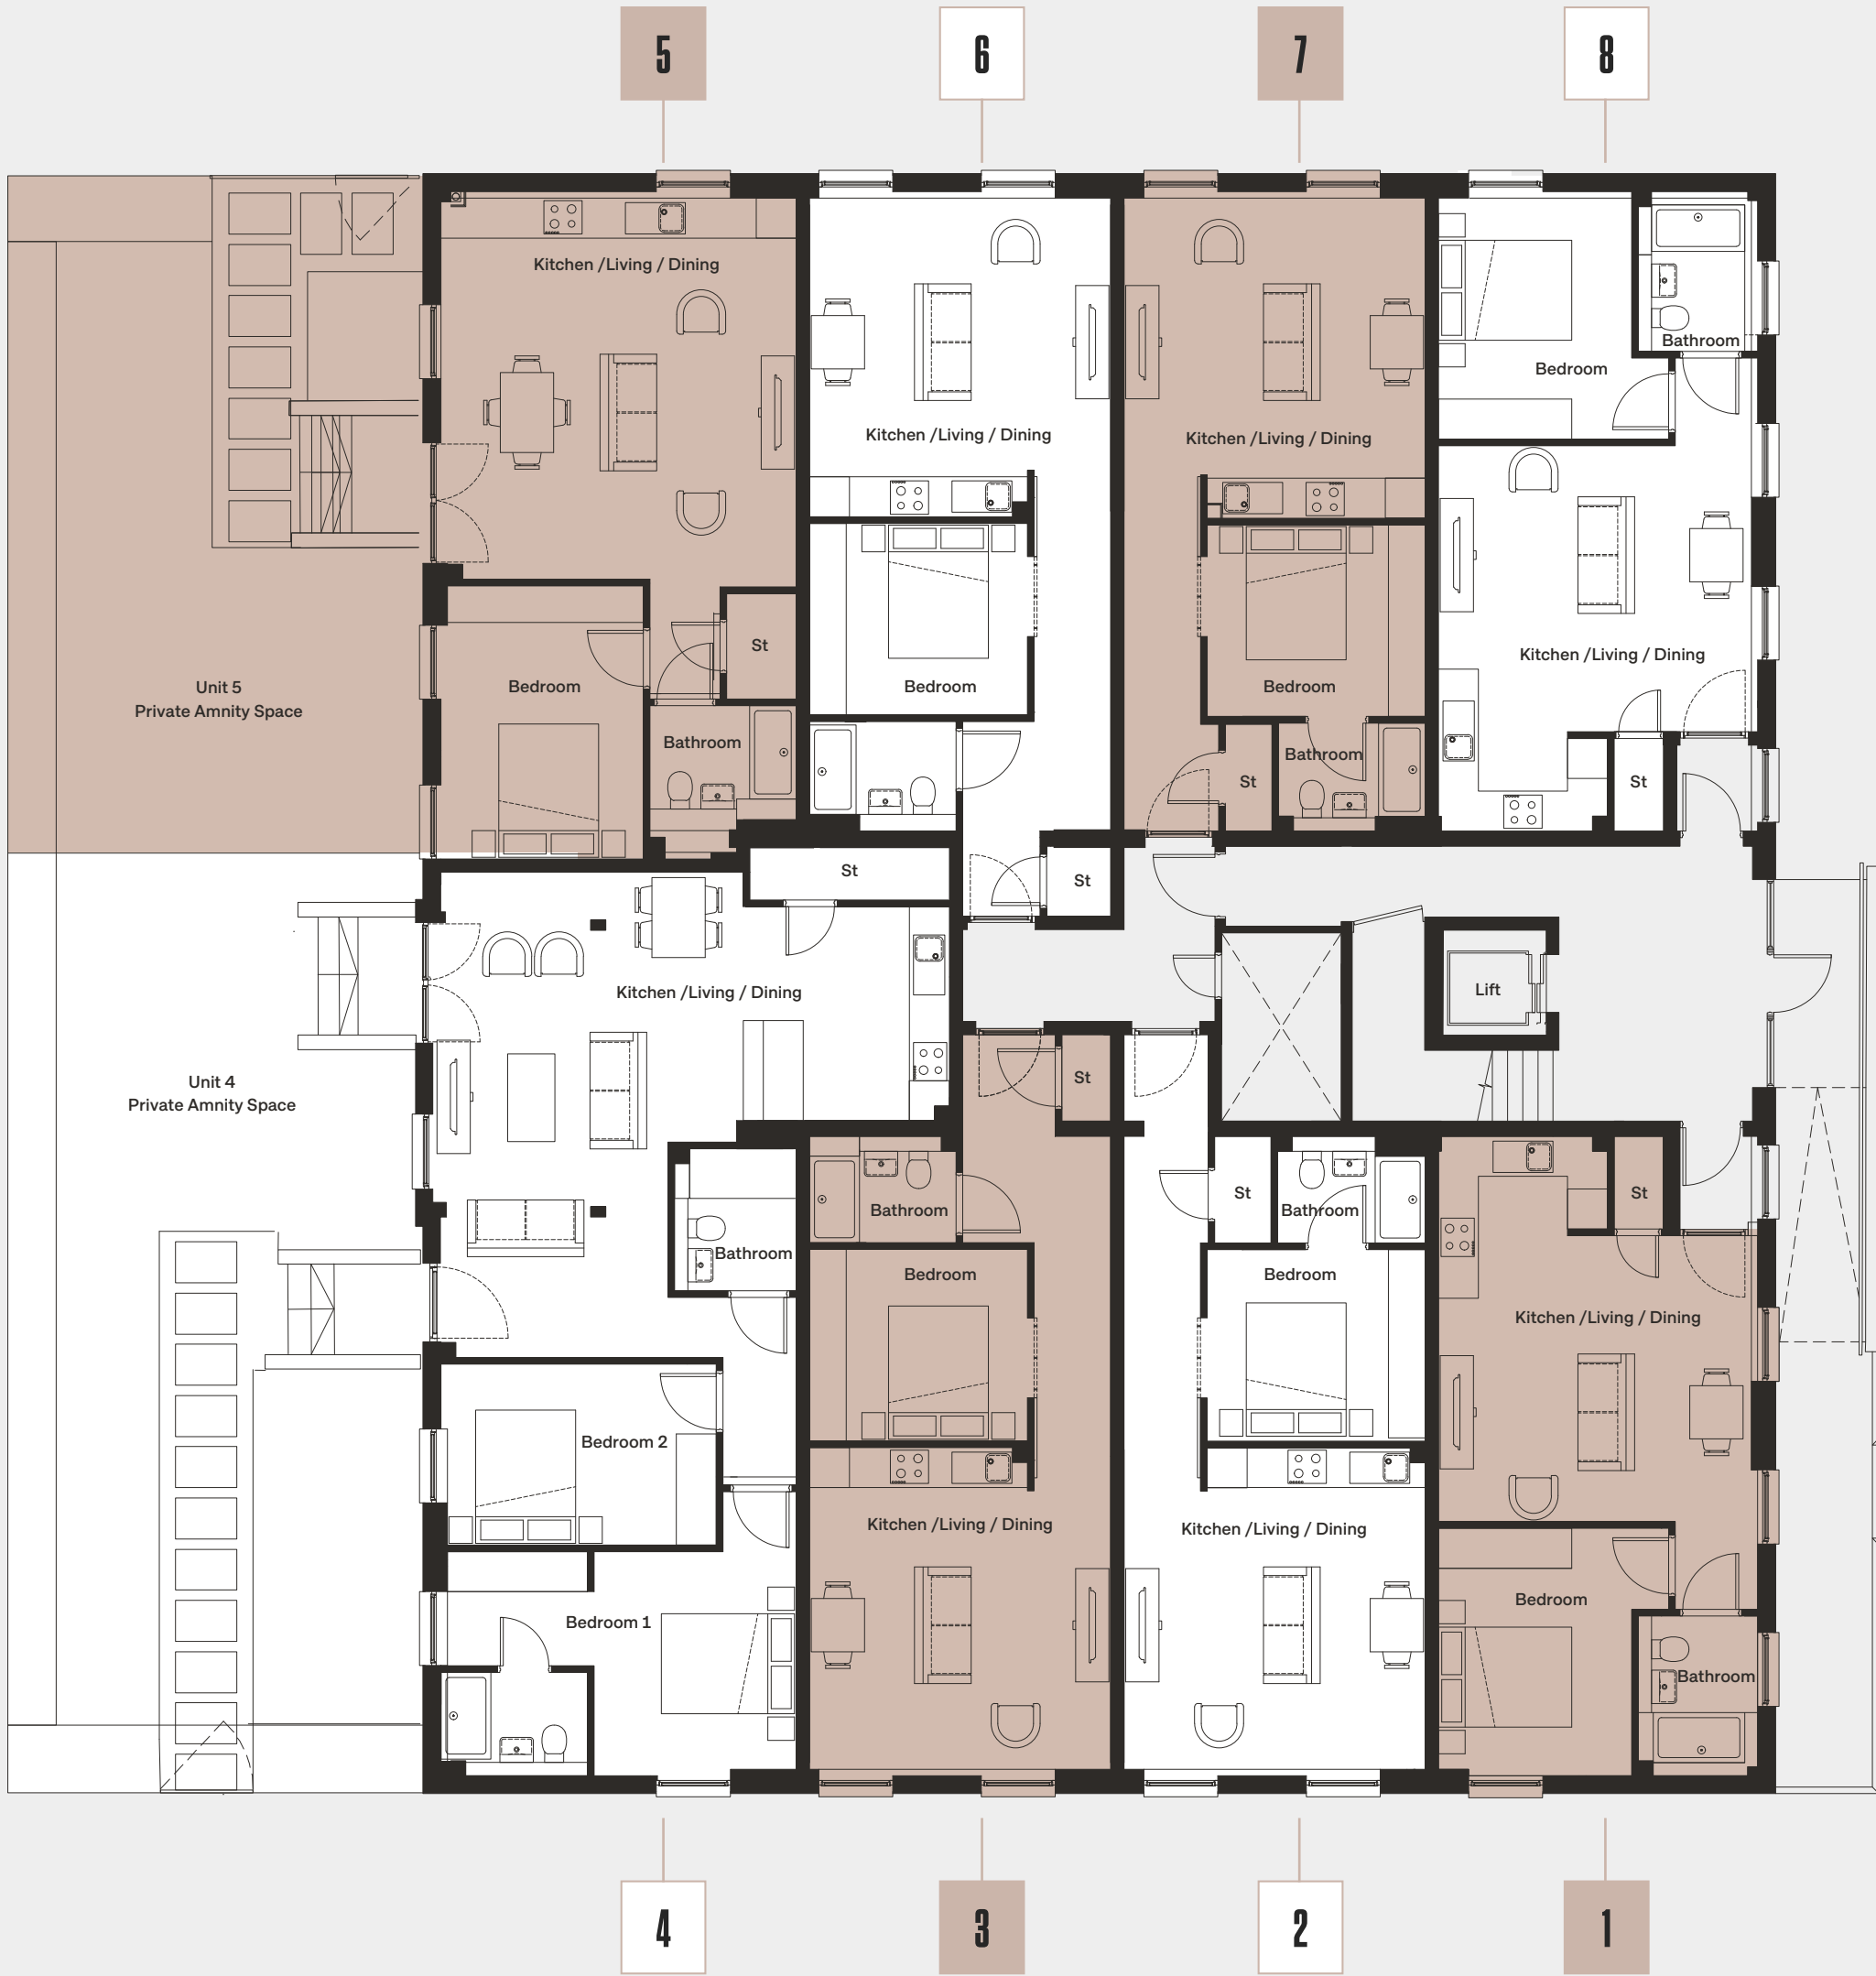 5
6
7
8
Kitchen /Living / Dining
Kitchen /Living / Dining
Kitchen /Living / Dining
Bathroom
Bedroom
Kitchen /Living / Dining
St
Bedroom
Bedroom
Bedroom
Unit 5
Private Amnity Space
Bathroom
Bathroom
St
St
St
St
Kitchen /Living / Dining
Lift
Unit 4
Private Amnity Space
St
St
St
Bathroom
Bathroom
Bathroom
Bedroom
Bedroom
Kitchen /Living / Dining
Bedroom 2
Kitchen /Living / Dining
Kitchen /Living / Dining
Bedroom
Bedroom 1
Bathroom
4
3
2
1